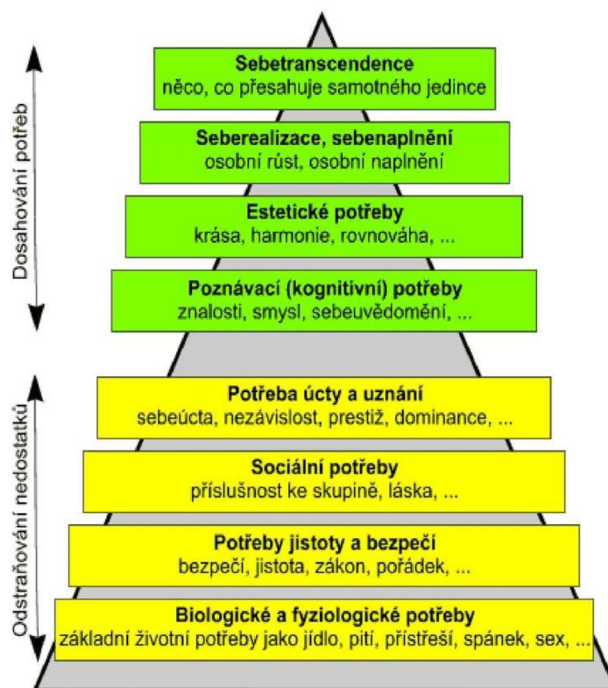 Sebetranscendence
něco, co přesahuje samotného jedince
Seberealizace, sebenaplnění
osobní růst, osobní naplnění
Estetické potřeby
krása, harmonie, rovnováha, ...
Poznávací (kognitivní) potřeby
znalosti, smysl, sebeuvědomění, ...
Dosahování potřeb
Potřeba úcty a uznání
sebeúcta, nezávislost, prestiž, dominance, ...
Sociální potřeby
příslušnost ke skupině, láska, ...
Potřeby jistoty a bezpečí
bezpečí, jistota, zákon, pořádek, ...
Biologické a fyziologické potřeby
základní životní potřeby jako jídlo, pití, přístřeší, spánek, sex, ...
Odstraňování nedostatků